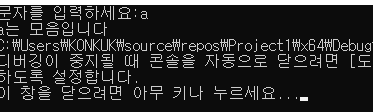 문자를 입력하세요:a
a는 모음입니다
C:\Users\KONKUK\source\repos\Project1\x64\Debug
디버깅이 중지될 때 콘솔을 자동으로 닫으려면 [도
하도록 설정합니다.
이 창을 닫으려면 아무 키나 누르세요...